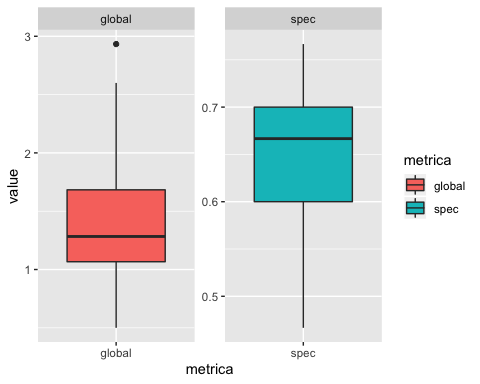 global
spec
3
2
1
0.7
0.6
0.5
value
global
spec
metrica
metrica
global
spec